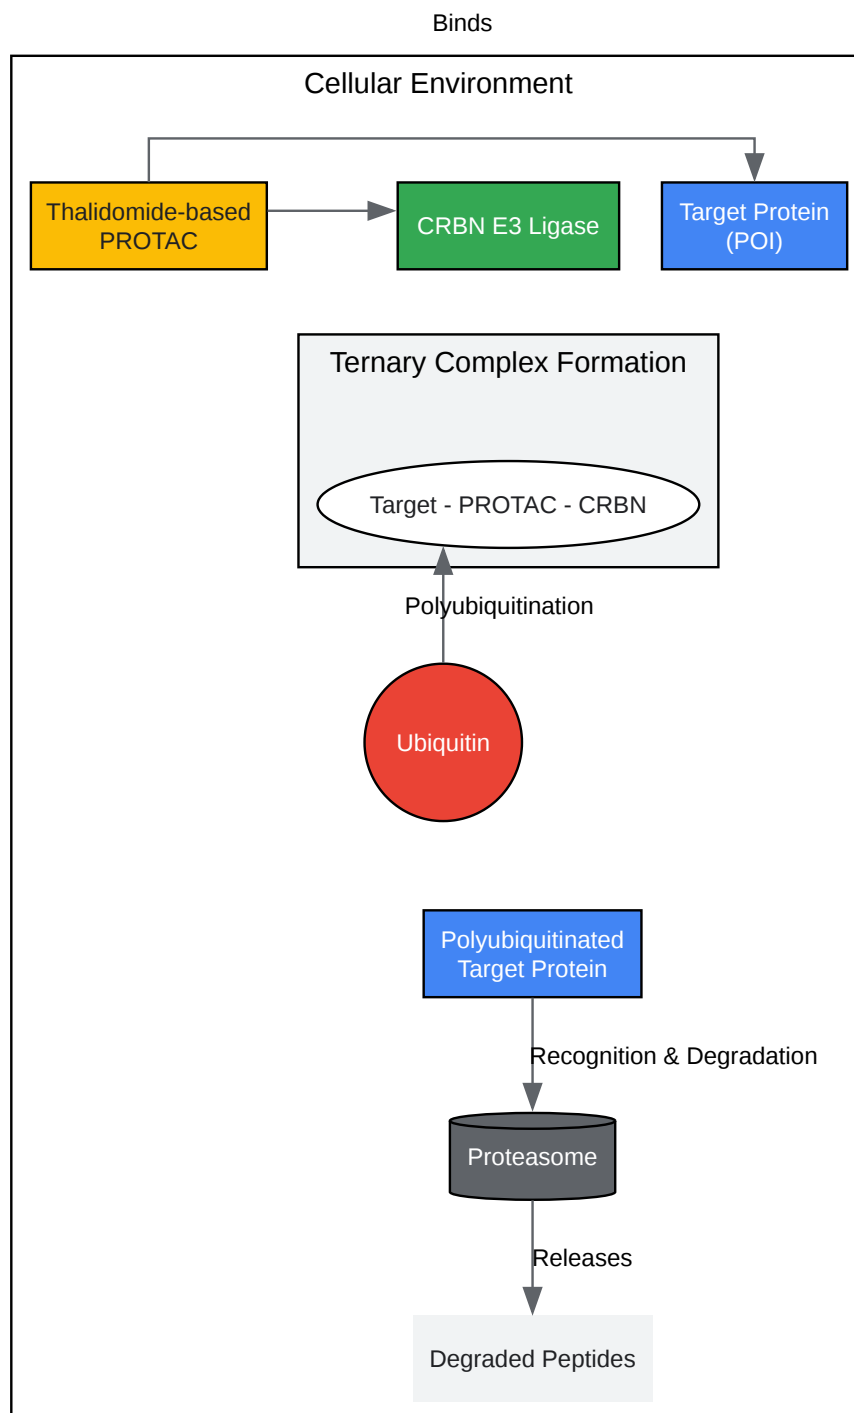 Binds
Cellular Environment
Thalidomide-based
PROTAC
CRBN E3 Ligase
Target Protein
(POI)
Ternary Complex Formation
Target - PROTAC - CRBN
Polyubiquitination
Ubiquitin
Polyubiquitinated
Target Protein
Recognition & Degradation
Proteasome
Releases
Degraded Peptides